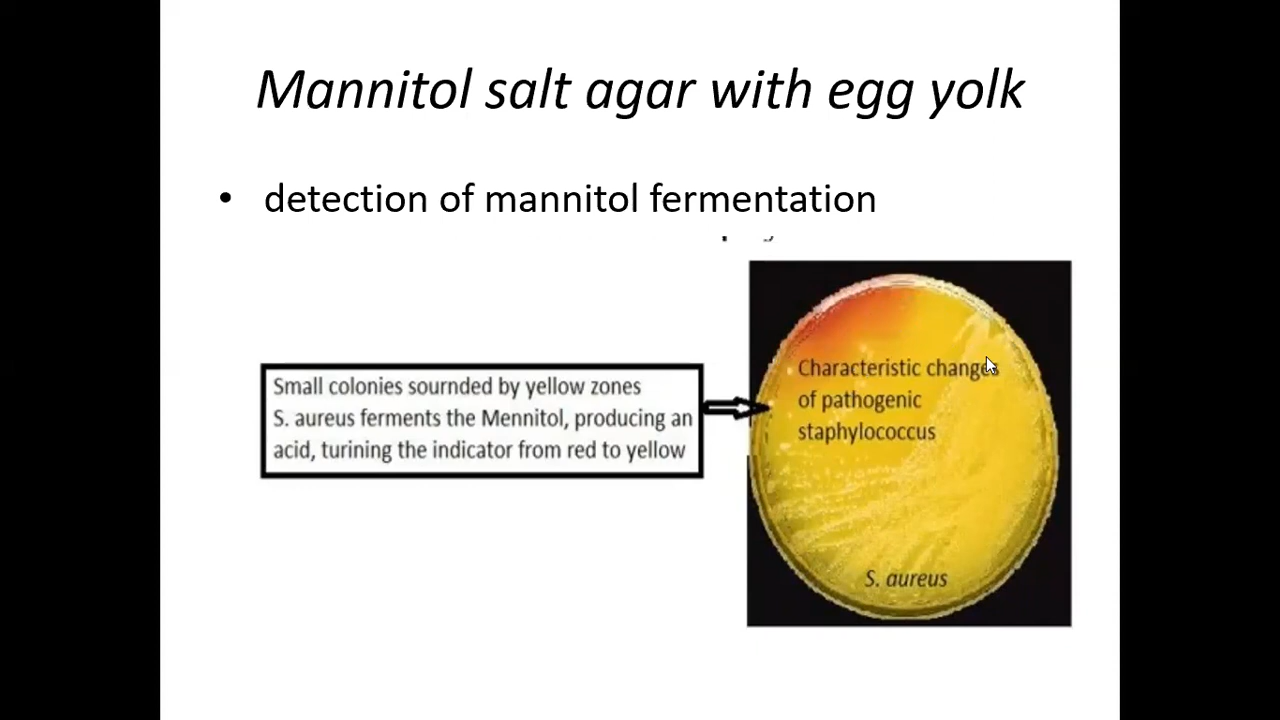 Mannitol salt agar with egg yolk
• detection of mannitol fermentation
Small colonies sournded by yellow zones
S. aureus ferments the Mennitol, producing an
acid, turining the indicator from red to yellow
Characteristic changes
of pathogenic
staphylococcus
S. aureus